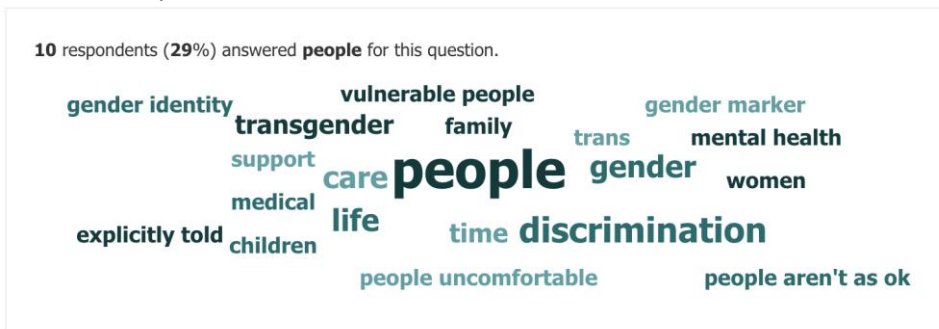 10 respondents (29%) answered people for this question.
vulnerable people
gender identity
gender marker
transgender
family
trans
mental health
support
care
people
gender
women
medical
life
explicitly told
children
time
discrimination
people uncomfortable
people aren't as ok